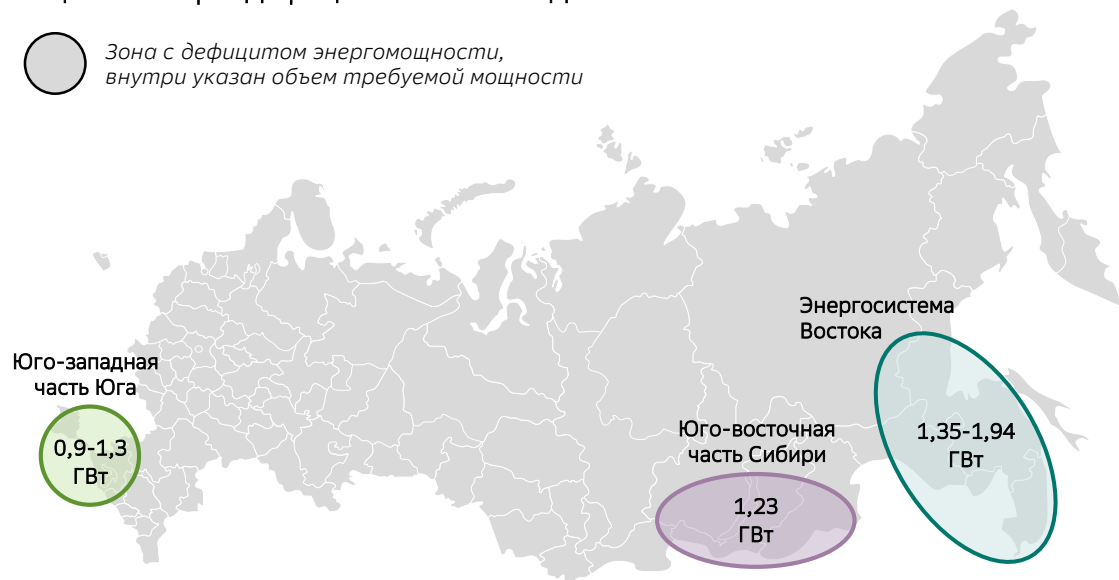 Зона с дефицитом энергомощности,
внутри указан объем требуемой мощности
Энергосистема
Востока
Юго-западная
часть Юга
0,9-1,3
ГВт
Юго-восточная
часть Сибири
1,35-1,94
ГВт
1,23
ГВт